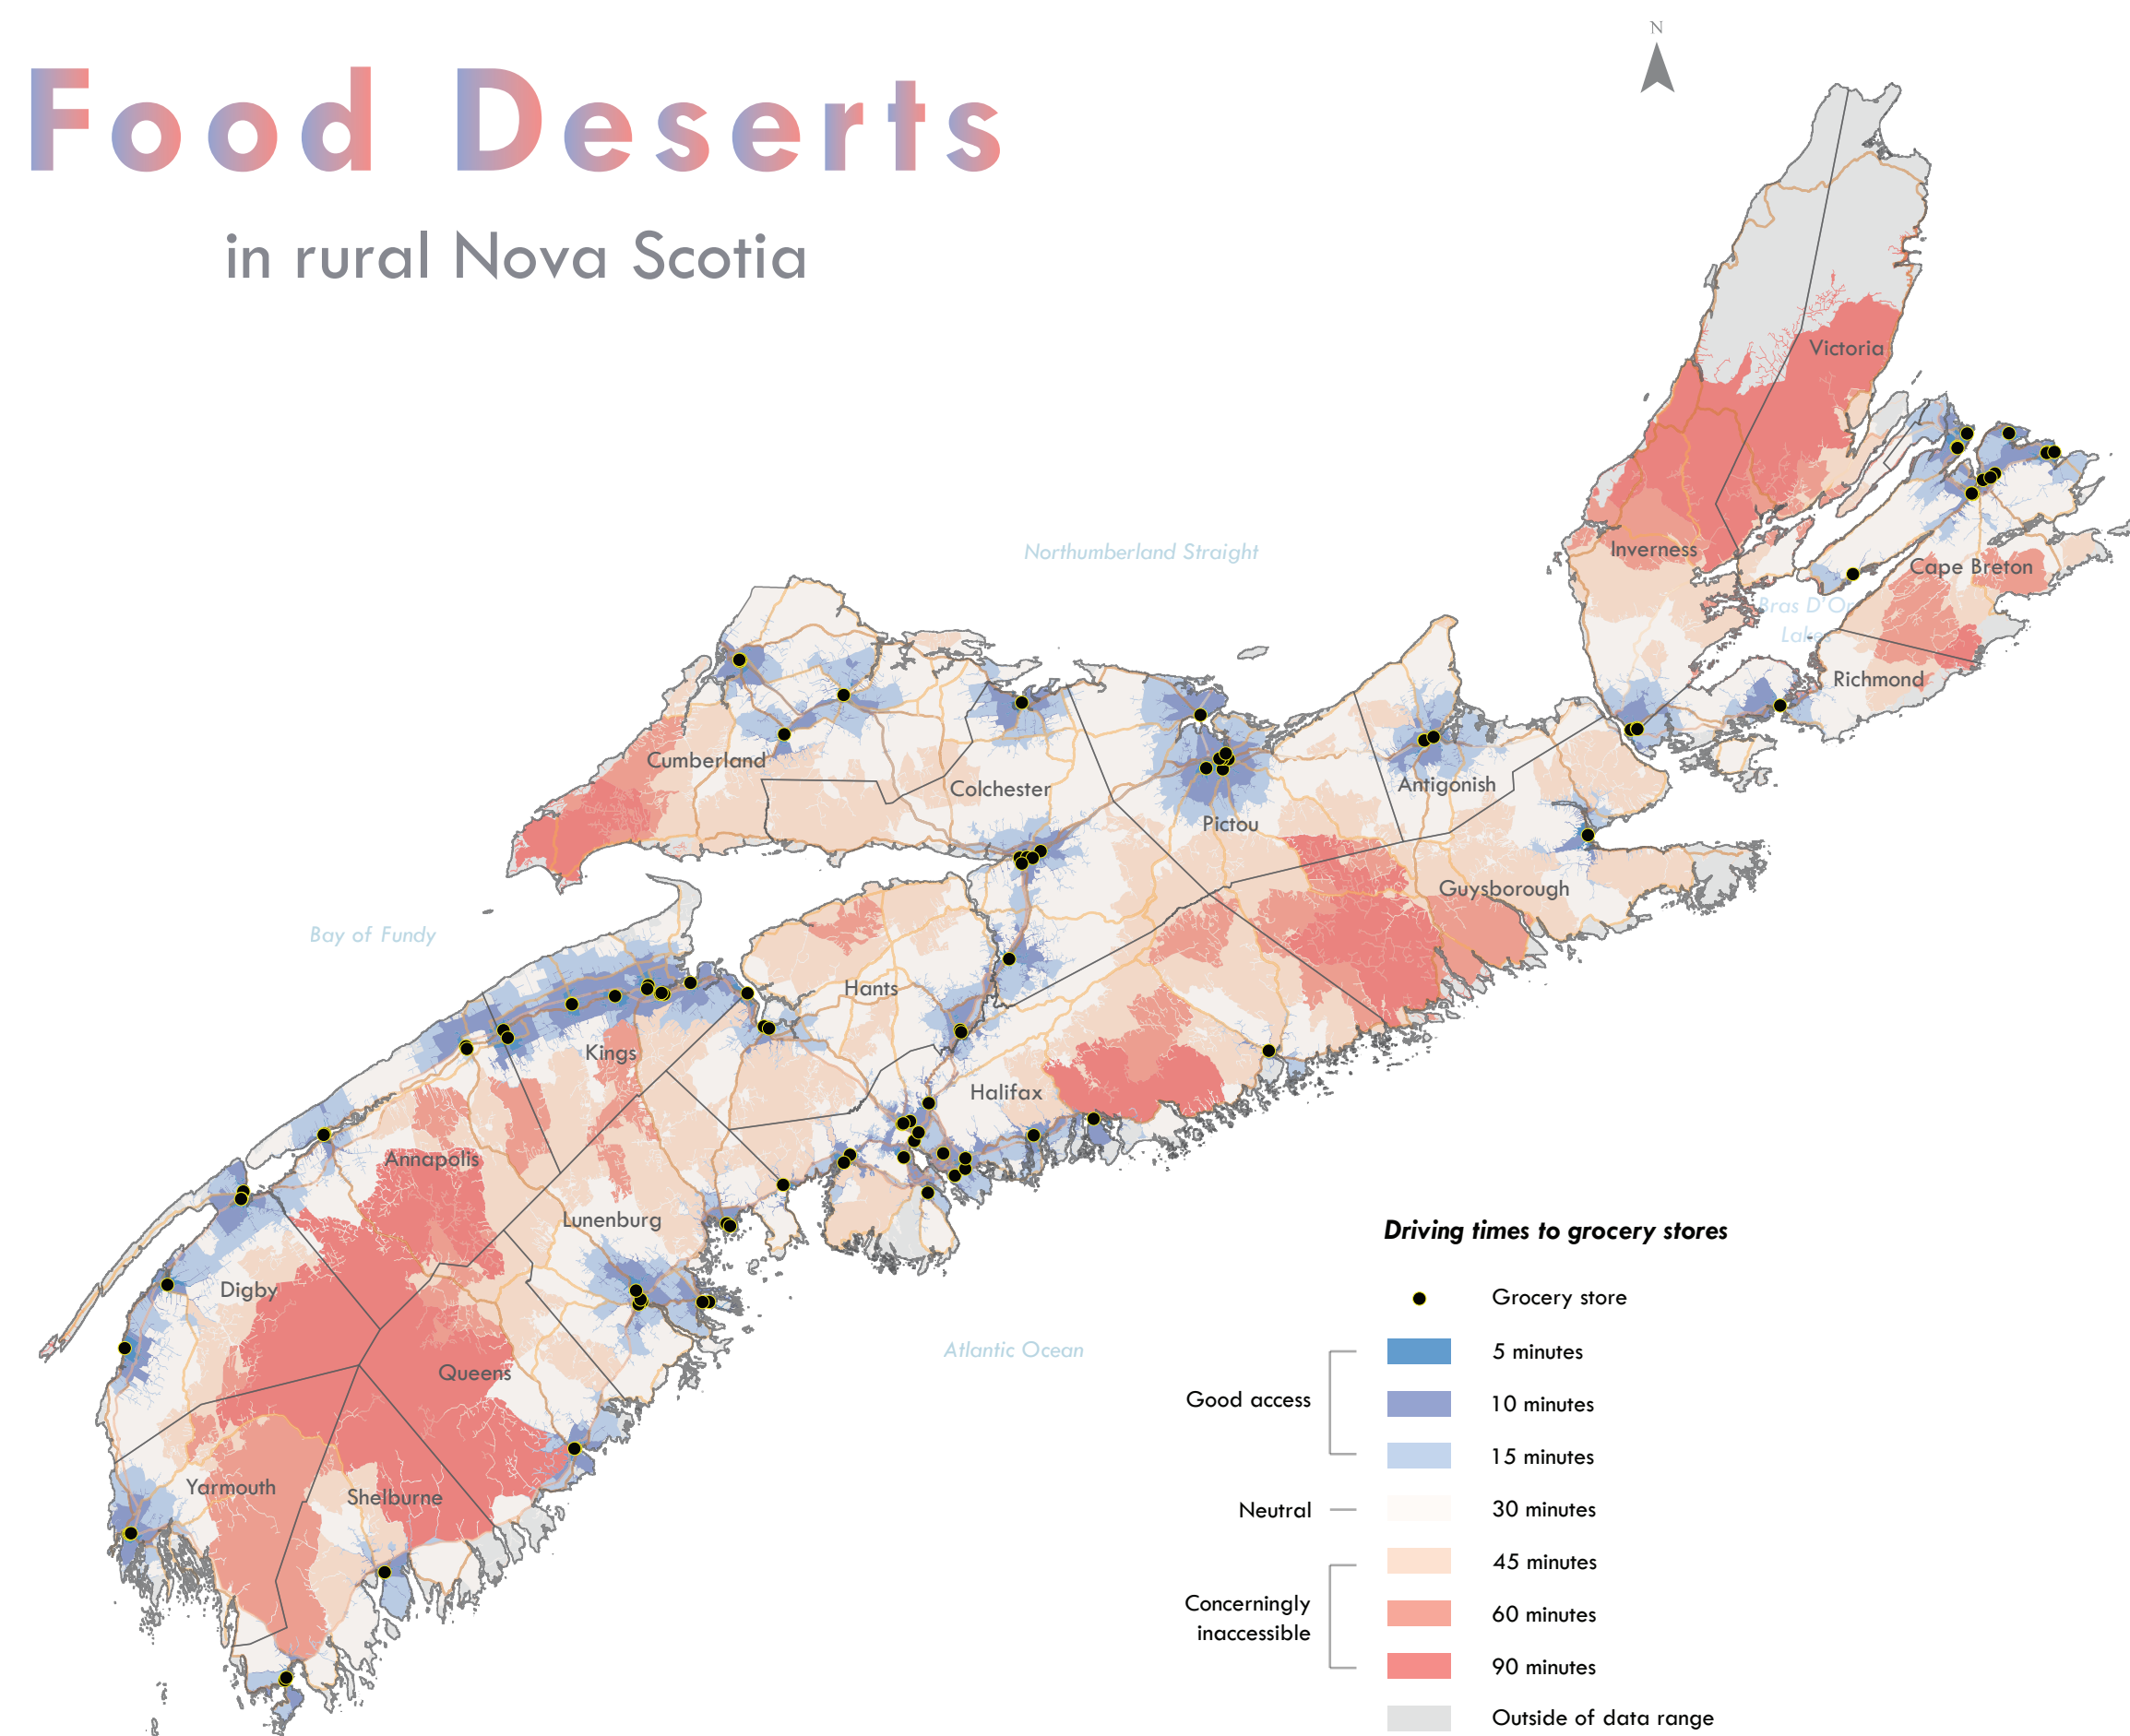 Food Deserts
in rural Nova Scotia
N
Victoria
Northumberland Straight
Inverness
Cape Breton
Bras D'Or
Lakes
Richmond
Cumberland
Colchester
Antigonish
Pictou
Guysborough
Bay of Fundy
Hants
Kings
Halifax
Annapolis
Lunenburg
Digby
Atlantic Ocean
Queens
Yarmouth
Shelburne
Driving times to grocery stores
Grocery store
5 minutes
Good access
10 minutes
15 minutes
Neutral
30 minutes
45 minutes
Concerningly
inaccessible
60 minutes
90 minutes
Outside of data range